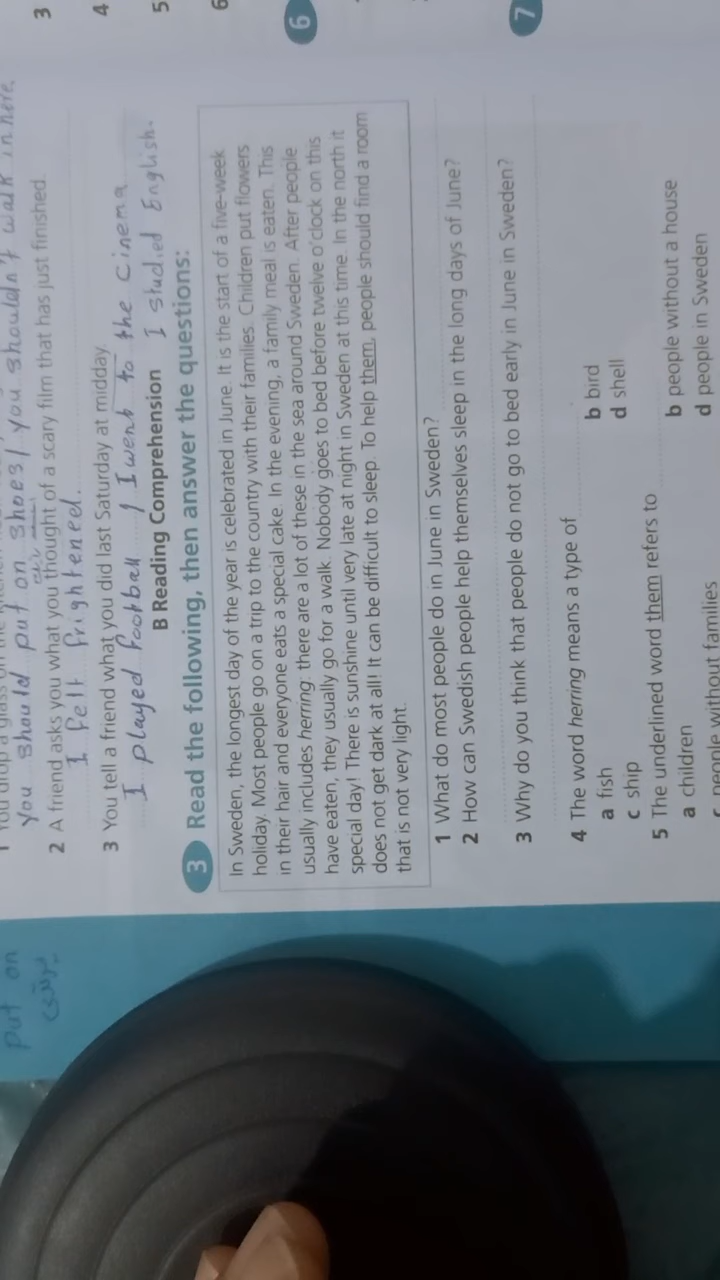 You should put on shoes / you shouldn't walk in here.
2 A friend asks you what you thought of a scary film that has just finished.
I felt frightened.
3 You tell a friend what you did last Saturday at midday.
I played football / I went to the cinema
I studied English.
B Reading Comprehension
3 Read the following, then answer the questions:
In Sweden, the longest day of the year is celebrated in June. It is the start of a five-week
holiday. Most people go on a trip to the country with their families. Children put flowers
in their hair and everyone eats a special cake. In the evening, a family meal is eaten. This
usually includes herring: there are a lot of these in the sea around Sweden. After people
have eaten, they usually go for a walk. Nobody goes to bed before twelve o'clock on this
special day! There is sunshine until very late at night in Sweden at this time. In the north it
does not get dark at all! It can be difficult to sleep. To help them, people should find a room
that is not very light.
1 What do most people do in June in Sweden?
2 How can Swedish people help themselves sleep in the long days of June?
3 Why do you think that people do not go to bed early in June in Sweden?
4 The word herring means a type of
a fish
b bird
c ship
d shell
5 The underlined word them refers to
a children
b people without a house
c people without families
d people in Sweden
put on
3
4
5
6
6
7